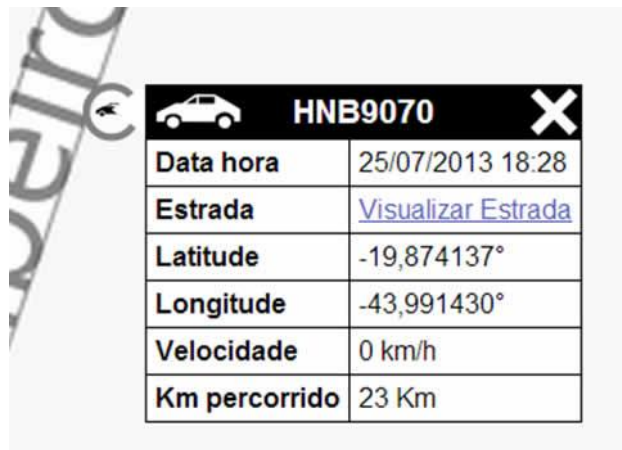 HNB9070
Data hora 25/07/2013 18:28
Estrada Visualizar Estrada
Latitude -19,874137°
Longitude -43,991430°
Velocidade 0 km/h
Km percorrido 23 Km